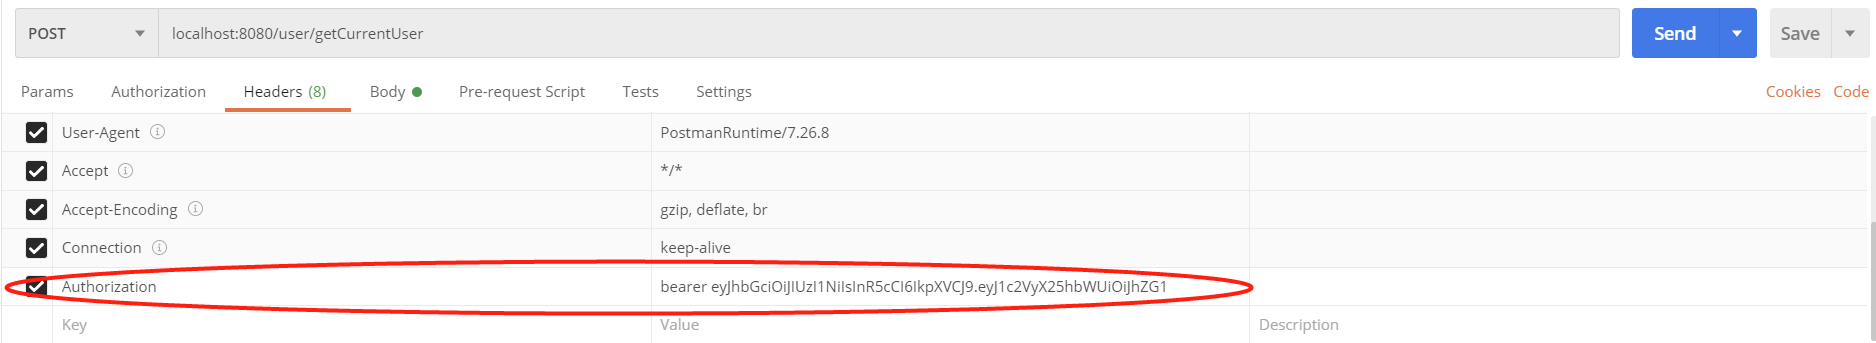 POST localhost:8080/user/getCurrentUser Send Save
Params Authorization Headers (8) Body Pre-request Script Tests Settings Cookies Code
User-Agent PostmanRuntime/7.26.8
Accept */*
Accept-Encoding gzip, deflate, br
Connection keep-alive
Authorization bearer eyJhbGciOiJIUzI1NiIsInR5cCI6IkpXVCJ9.eyJ1c2VyX25hbWUiOiJhZG1
Key Value Description